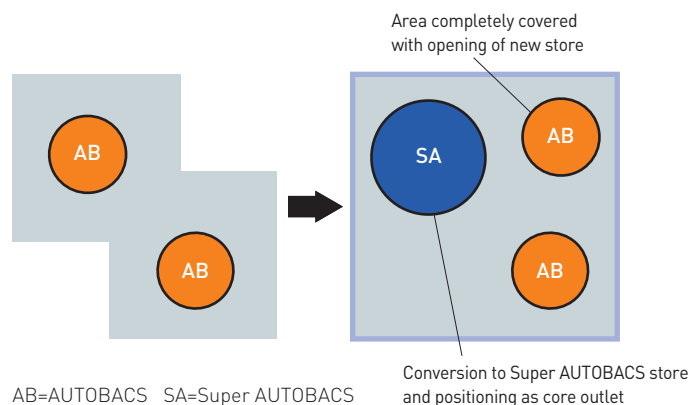 Area completely covered
with opening of new store
AB
SA
AB
AB
AB
Conversion to Super AUTOBACS store
and positioning as core outlet
AB=AUTOBACS SA=Super AUTOBACS